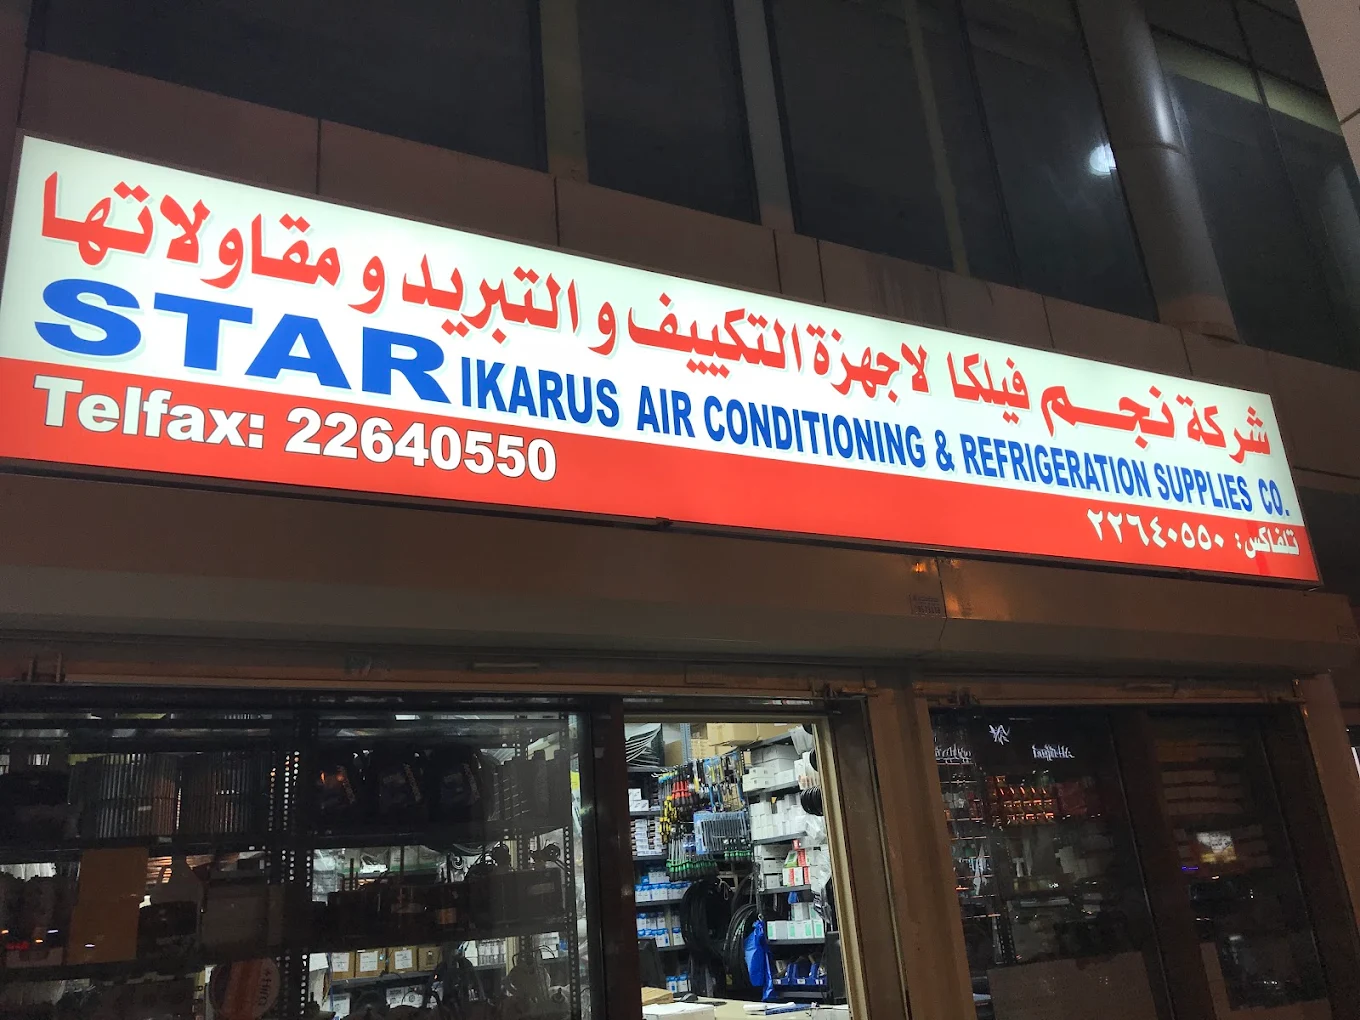 شركة نجم فيلكا لاجهزة التكييف و التبريد و مقاولاتها
STAR IKARUS AIR CONDITIONING & REFRIGERATION SUPPLIES CO.
Telfax: 22640550
تلفاكس: ٢٢٦٤٠٥٥٠